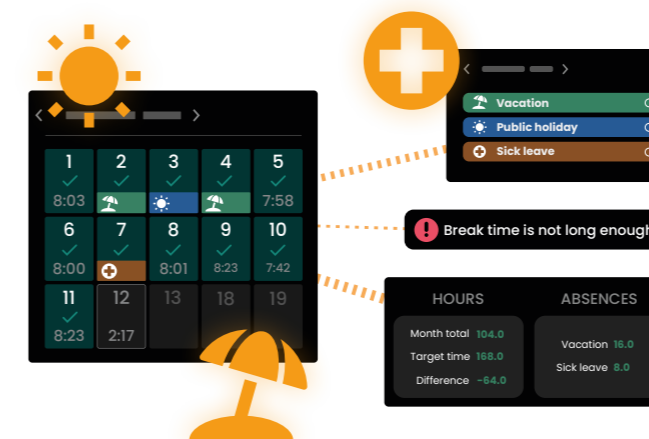 1 2 3 4 5
8:03 7:58
6 7 8 9 10
8:00 8:01 8:23 7:42
11 12 13 18 19
8:23 2:17
Vacation
Public holiday
Sick leave
Break time is not long enough
HOURS
Month total 104.0
Target time 168.0
Difference -64.0
ABSENCES
Vacation 16.0
Sick leave 8.0